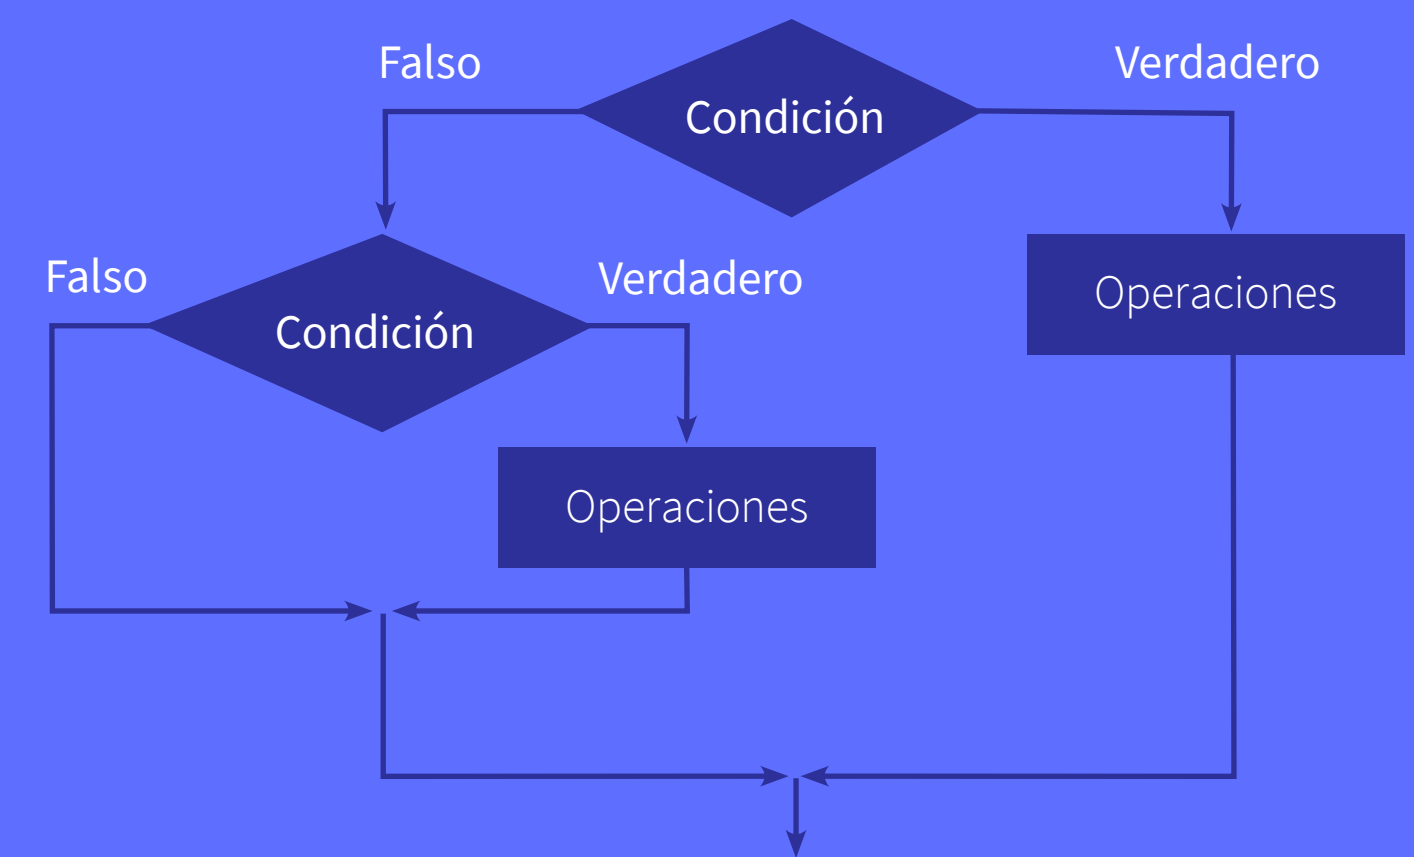 Falso
Verdadero
Condición
Falso
Verdadero
Operaciones
Condición
Operaciones